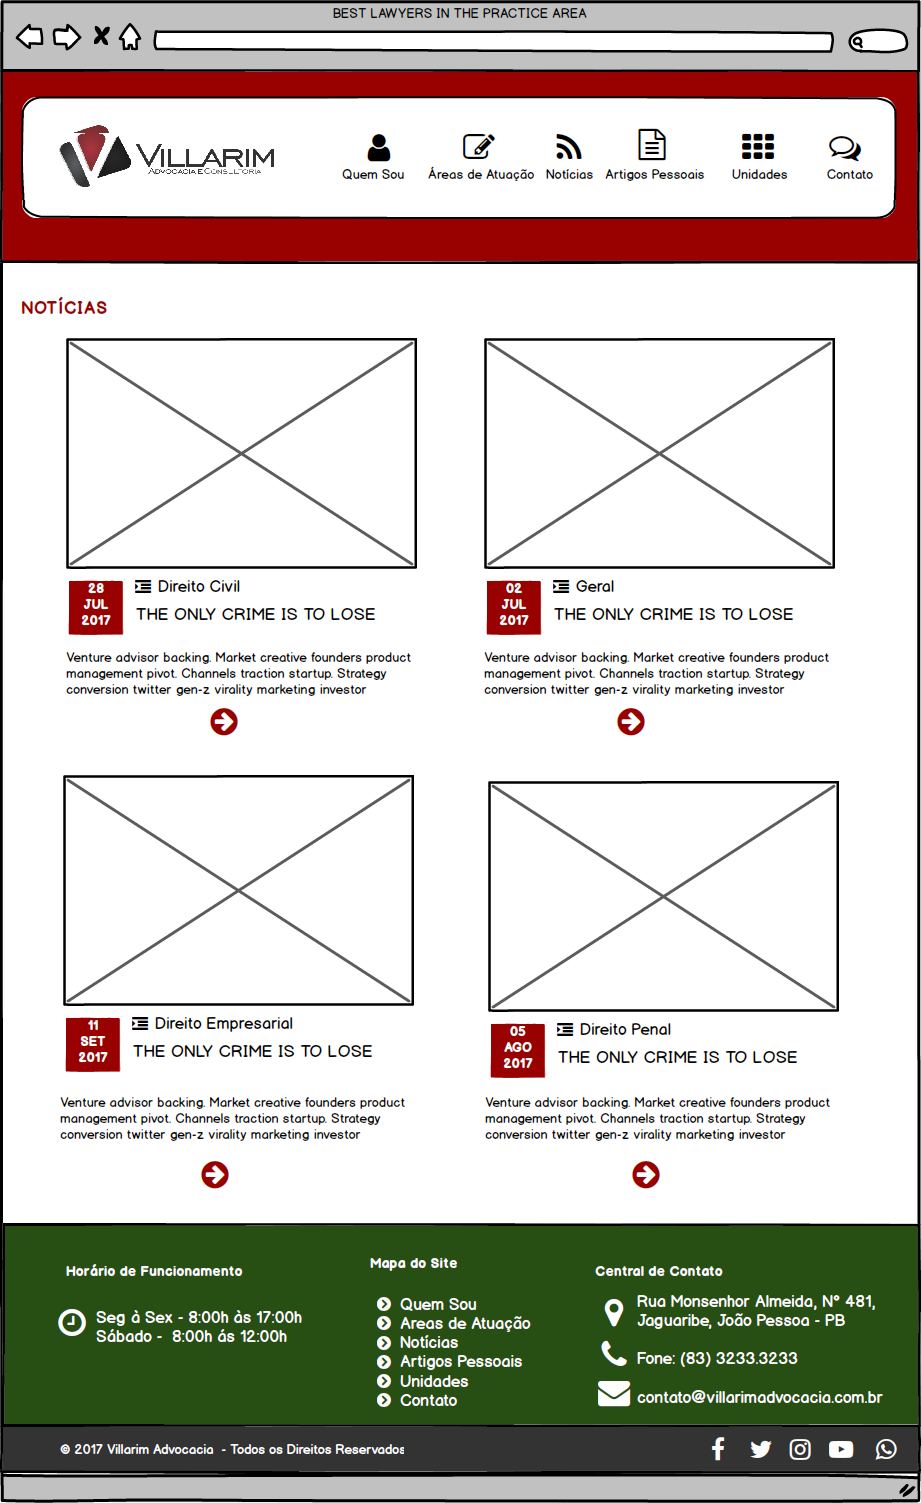 BEST LAWYERS IN THE PRACTICE AREA
VILLARIM
ADVOCACIA E CONSULTORIA
Quem Sou
Áreas de Atuação
Notícias
Artigos Pessoais
Unidades
Contato
NOTÍCIAS
28
JUL
2017
Direito Civil
THE ONLY CRIME IS TO LOSE
Venture advisor backing. Market creative founders product
management pivot. Channels traction startup. Strategy
conversion twitter gen-z virality marketing investor
02
JUL
2017
Geral
THE ONLY CRIME IS TO LOSE
Venture advisor backing. Market creative founders product
management pivot. Channels traction startup. Strategy
conversion twitter gen-z virality marketing investor
11
SET
2017
Direito Empresarial
THE ONLY CRIME IS TO LOSE
Venture advisor backing. Market creative founders product
management pivot. Channels traction startup. Strategy
conversion twitter gen-z virality marketing investor
05
AGO
2017
Direito Penal
THE ONLY CRIME IS TO LOSE
Venture advisor backing. Market creative founders product
management pivot. Channels traction startup. Strategy
conversion twitter gen-z virality marketing investor
Horário de Funcionamento
Seg à Sex - 8:00h às 17:00h
Sábado - 8:00h ás 12:00h
Mapa do Site
Quem Sou
Areas de Atuação
Notícias
Artigos Pessoais
Unidades
Contato
Central de Contato
Rua Monsenhor Almeida, Nº 481,
Jaguaribe, João Pessoa - PB
Fone: (83) 3233.3233
contato@villarimadvocacia.com.br
© 2017 Villarim Advocacia - Todos os Direitos Reservados